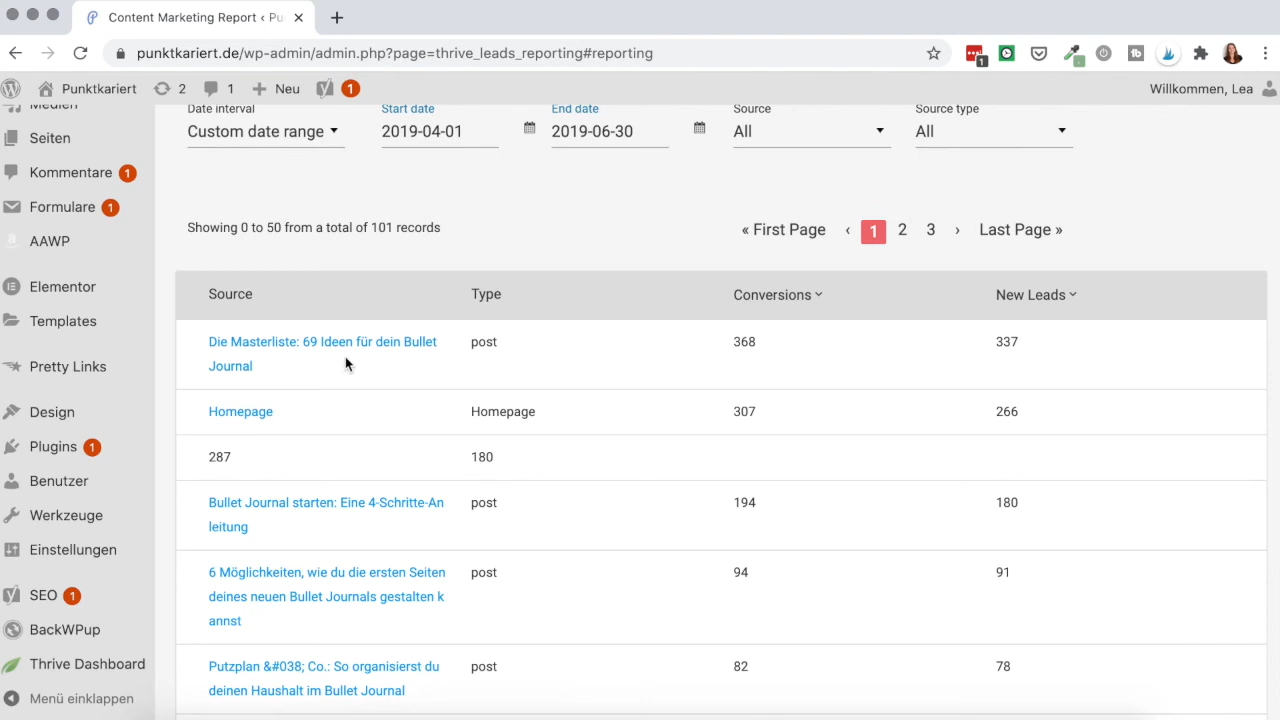 Content Marketing Report ‹ Pu
punktkariert.de/wp-admin/admin.php?page=thrive_leads_reporting#reporting
1
Punktkariert 2 1 Neu 1 Willkommen, Lea
Medien
Seiten
Kommentare 1
Formulare 1
AAWP
Elementor
Templates
Pretty Links
Design
Plugins 1
Benutzer
Werkzeuge
Einstellungen
SEO 1
BackWPup
Thrive Dashboard
Menü einklappen
Date interval Start date End date Source Source type
Custom date range 2019-04-01 2019-06-30 All All
Showing 0 to 50 from a total of 101 records
« First Page ‹ 1 2 3 › Last Page »
Source Type Conversions New Leads
Die Masterliste: 69 Ideen für dein Bullet post 368 337
Journal
Homepage Homepage 307 266
287 180
Bullet Journal starten: Eine 4-Schritte-An post 194 180
leitung
6 Möglichkeiten, wie du die ersten Seiten post 94 91
deines neuen Bullet Journals gestalten k
annst
Putzplan &#038; Co.: So organisierst du post 82 78
deinen Haushalt im Bullet Journal